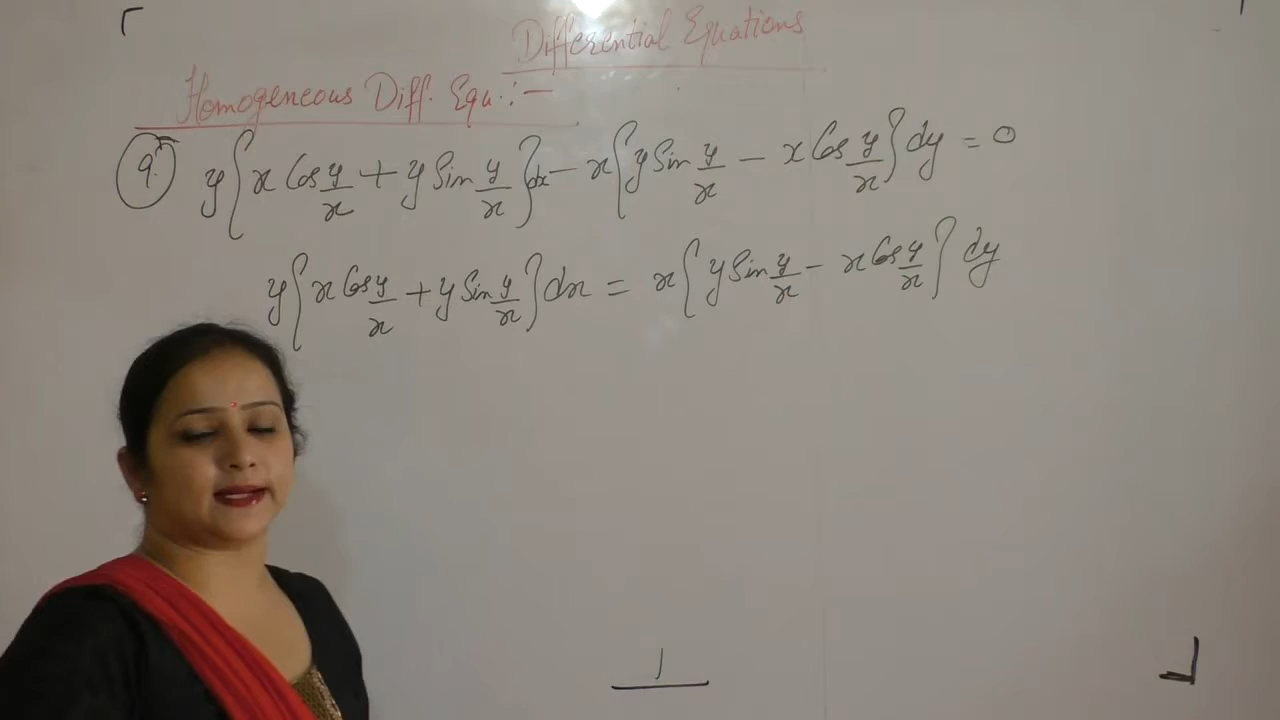 Differential Equations
Homogeneous Diff. Equ. :-
9. y{x Cos y/x + y Sin y/x}dx - x{y Sin y/x - x Cos y/x}dy = 0
y{x Cos y/x + y Sin y/x}dx = x{y Sin y/x - x Cos y/x}dy